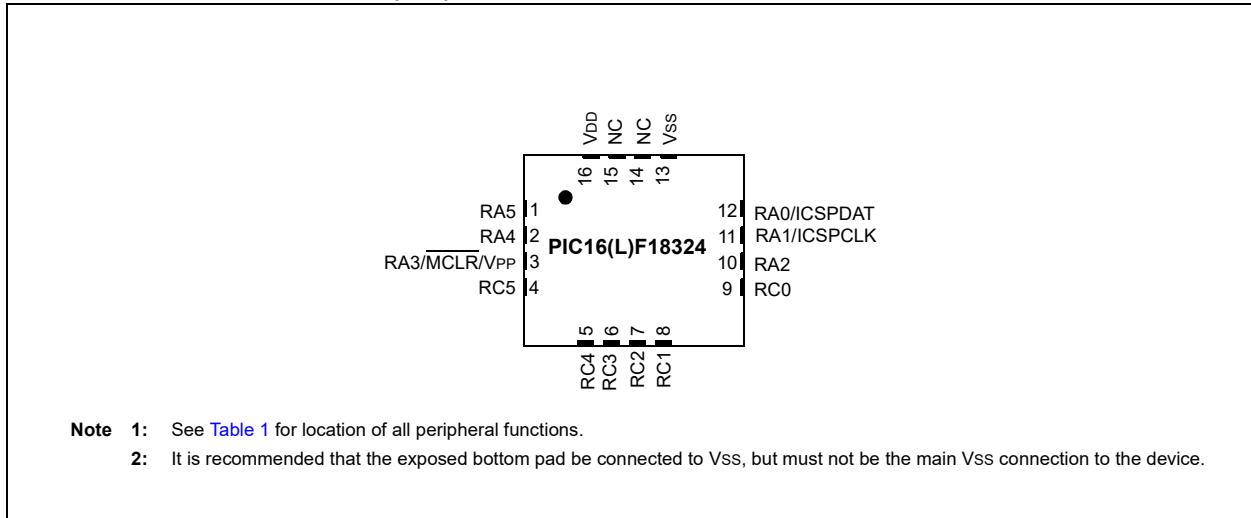 VDD
NC
NC
VSS
16
15
14
13
RA5 1
RA4 2
RA3/MCLR/VPP 3
RC5 4
PIC16(L)F18324
12 RA0/ICSPDAT
11 RA1/ICSPCLK
10 RA2
9 RC0
5
6
7
8
RC4
RC3
RC2
RC1
Note 1: See Table 1 for location of all peripheral functions.
2: It is recommended that the exposed bottom pad be connected to VSS, but must not be the main VSS connection to the device.